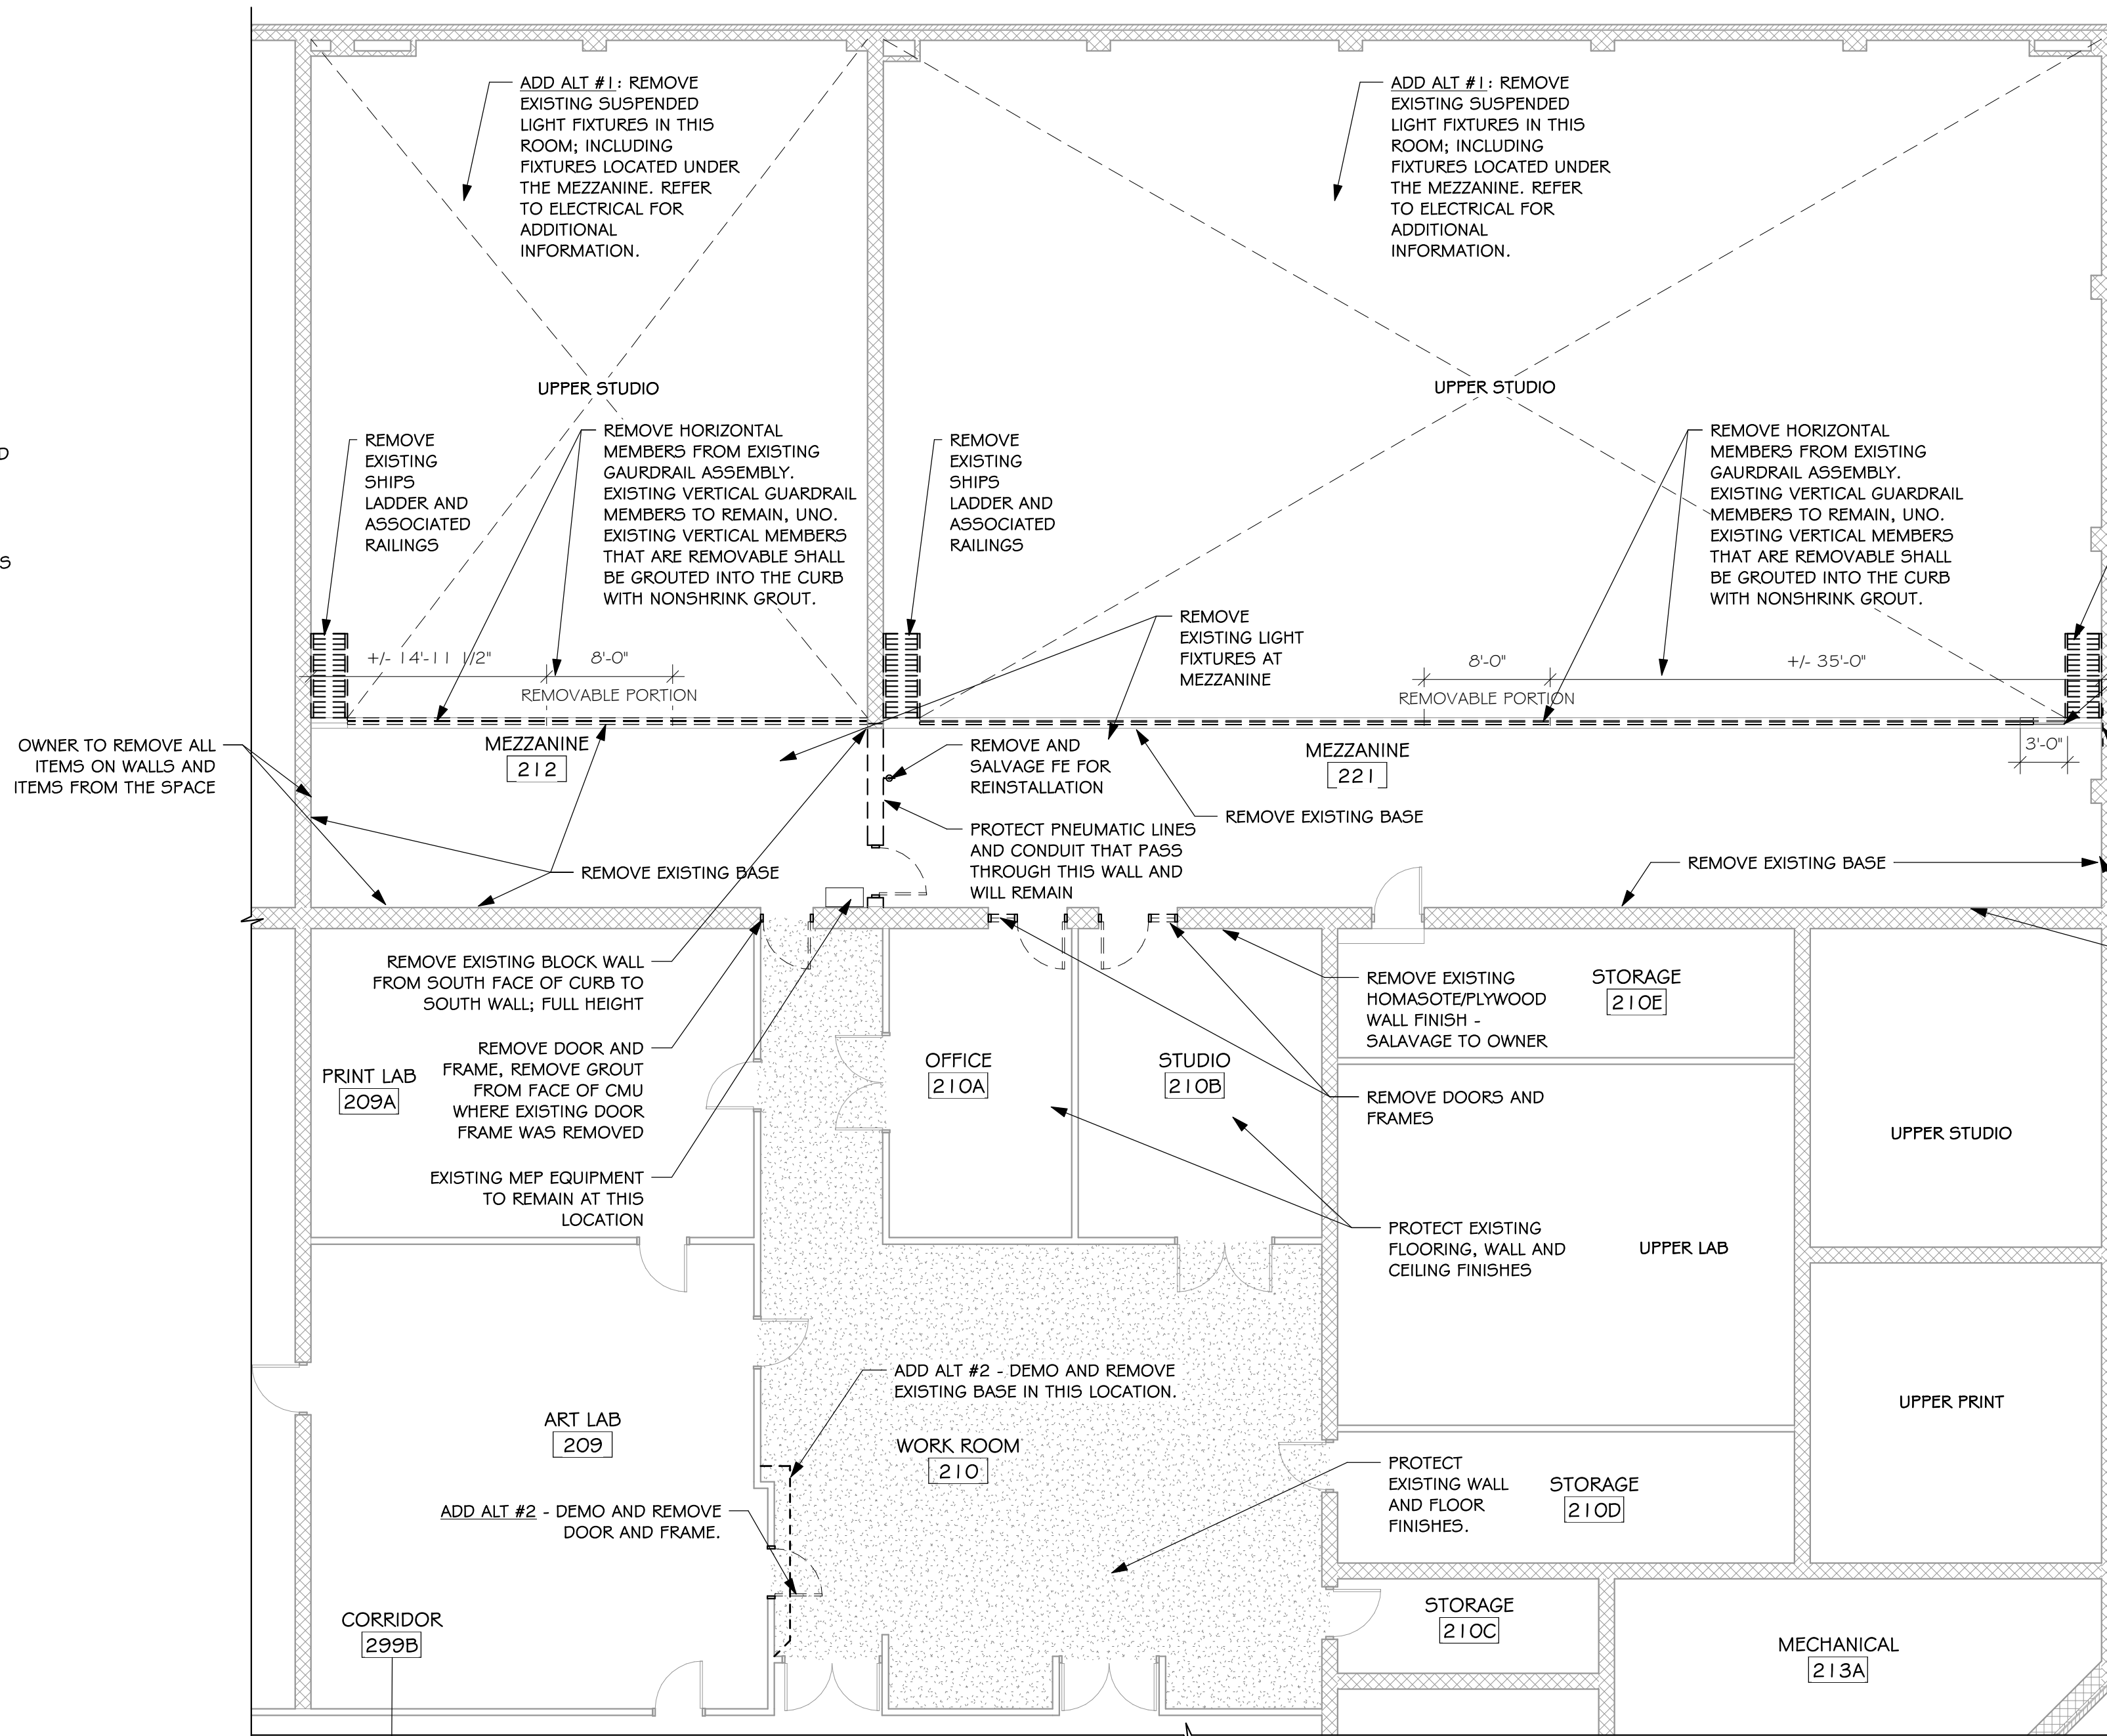 ADD ALT #1: REMOVE
EXISTING SUSPENDED
LIGHT FIXTURES IN THIS
ROOM; INCLUDING
FIXTURES LOCATED UNDER
THE MEZZANINE. REFER
TO ELECTRICAL FOR
ADDITIONAL
INFORMATION.
ADD ALT #1: REMOVE
EXISTING SUSPENDED
LIGHT FIXTURES IN THIS
ROOM; INCLUDING
FIXTURES LOCATED UNDER
THE MEZZANINE. REFER
TO ELECTRICAL FOR
ADDITIONAL
INFORMATION.
UPPER STUDIO
UPPER STUDIO
D
S
REMOVE
EXISTING
SHIPS
LADDER AND
ASSOCIATED
RAILINGS
REMOVE HORIZONTAL
MEMBERS FROM EXISTING
GAURDRAIL ASSEMBLY.
EXISTING VERTICAL GUARDRAIL
MEMBERS TO REMAIN, UNO.
EXISTING VERTICAL MEMBERS
THAT ARE REMOVABLE SHALL
BE GROUTED INTO THE CURB
WITH NONSHRINK GROUT.
REMOVE
EXISTING
SHIPS
LADDER AND
ASSOCIATED
RAILINGS
REMOVE HORIZONTAL
MEMBERS FROM EXISTING
GAURDRAIL ASSEMBLY.
EXISTING VERTICAL GUARDRAIL
MEMBERS TO REMAIN, UNO.
EXISTING VERTICAL MEMBERS
THAT ARE REMOVABLE SHALL
BE GROUTED INTO THE CURB
WITH NONSHRINK GROUT.
REMOVE
EXISTING LIGHT
FIXTURES AT
MEZZANINE
+/- 14'-11 1/2"
8'-0"
REMOVABLE PORTION
8'-0"
+/- 35'-0"
REMOVABLE PORTION
3'-0"
OWNER TO REMOVE ALL
ITEMS ON WALLS AND
ITEMS FROM THE SPACE
MEZZANINE
212
REMOVE AND
SALVAGE FE FOR
REINSTALLATION
MEZZANINE
221
REMOVE EXISTING BASE
PROTECT PNEUMATIC LINES
AND CONDUIT THAT PASS
THROUGH THIS WALL AND
WILL REMAIN
REMOVE EXISTING BASE
REMOVE EXISTING BASE
REMOVE EXISTING BLOCK WALL
FROM SOUTH FACE OF CURB TO
SOUTH WALL; FULL HEIGHT
REMOVE EXISTING
HOMASOTE/PLYWOOD
WALL FINISH -
SALAVAGE TO OWNER
STORAGE
210E
REMOVE DOOR AND
FRAME, REMOVE GROUT
FROM FACE OF CMU
WHERE EXISTING DOOR
FRAME WAS REMOVED
PRINT LAB
209A
OFFICE
210A
STUDIO
210B
REMOVE DOORS AND
FRAMES
UPPER STUDIO
EXISTING MEP EQUIPMENT
TO REMAIN AT THIS
LOCATION
PROTECT EXISTING
FLOORING, WALL AND
CEILING FINISHES
UPPER LAB
ADD ALT #2 - DEMO AND REMOVE
EXISTING BASE IN THIS LOCATION.
UPPER PRINT
ART LAB
209
WORK ROOM
210
PROTECT
EXISTING WALL
AND FLOOR
FINISHES.
STORAGE
210D
ADD ALT #2 - DEMO AND REMOVE
DOOR AND FRAME.
CORRIDOR
299B
STORAGE
210C
MECHANICAL
213A